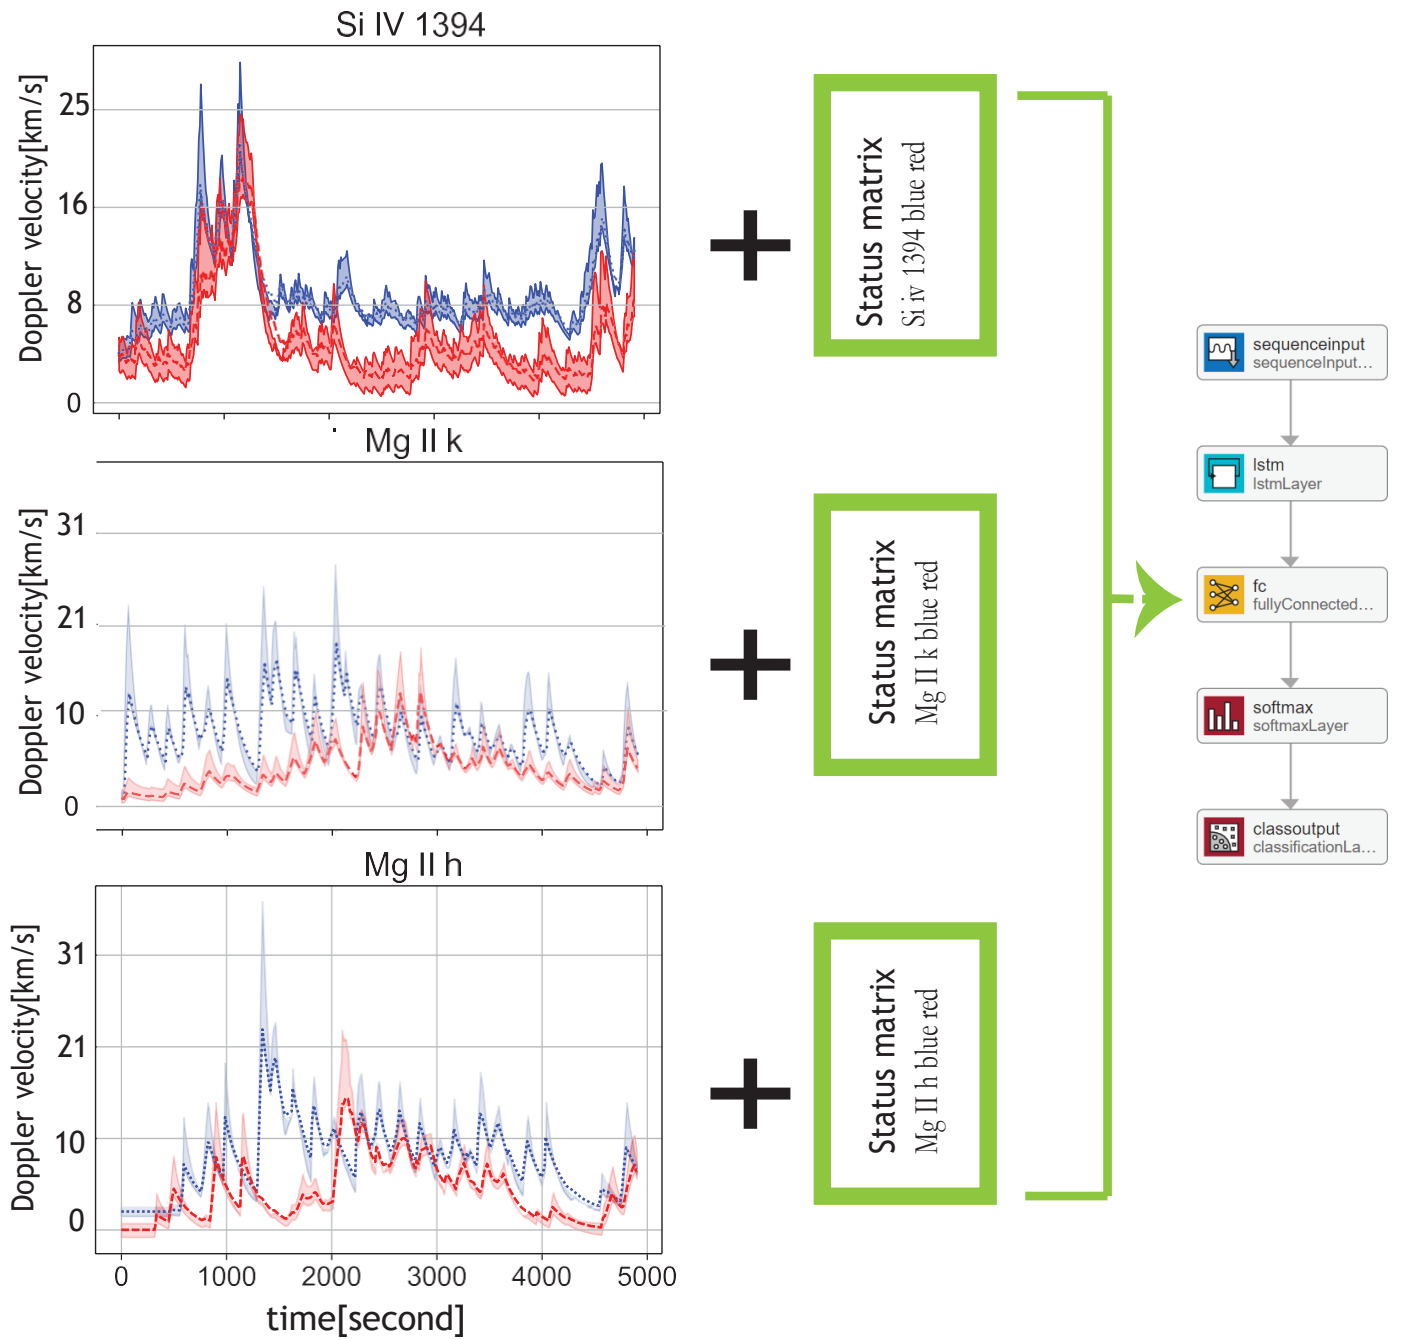 Si IV 1394
Doppler velocity[km/s]
25
16
8
0
Status matrix
Si iv 1394 blue red
Mg II k
Doppler velocity[km/s]
31
21
10
0
Status matrix
Mg II k blue red
Mg II h
Doppler velocity[km/s]
31
21
10
0
0 1000 2000 3000 4000 5000
time[second]
Status matrix
Mg II h blue red
sequenceinput
sequenceInput...
lstm
lstmLayer
fc
fullyConnected...
softmax
softmaxLayer
classoutput
classificationLa...